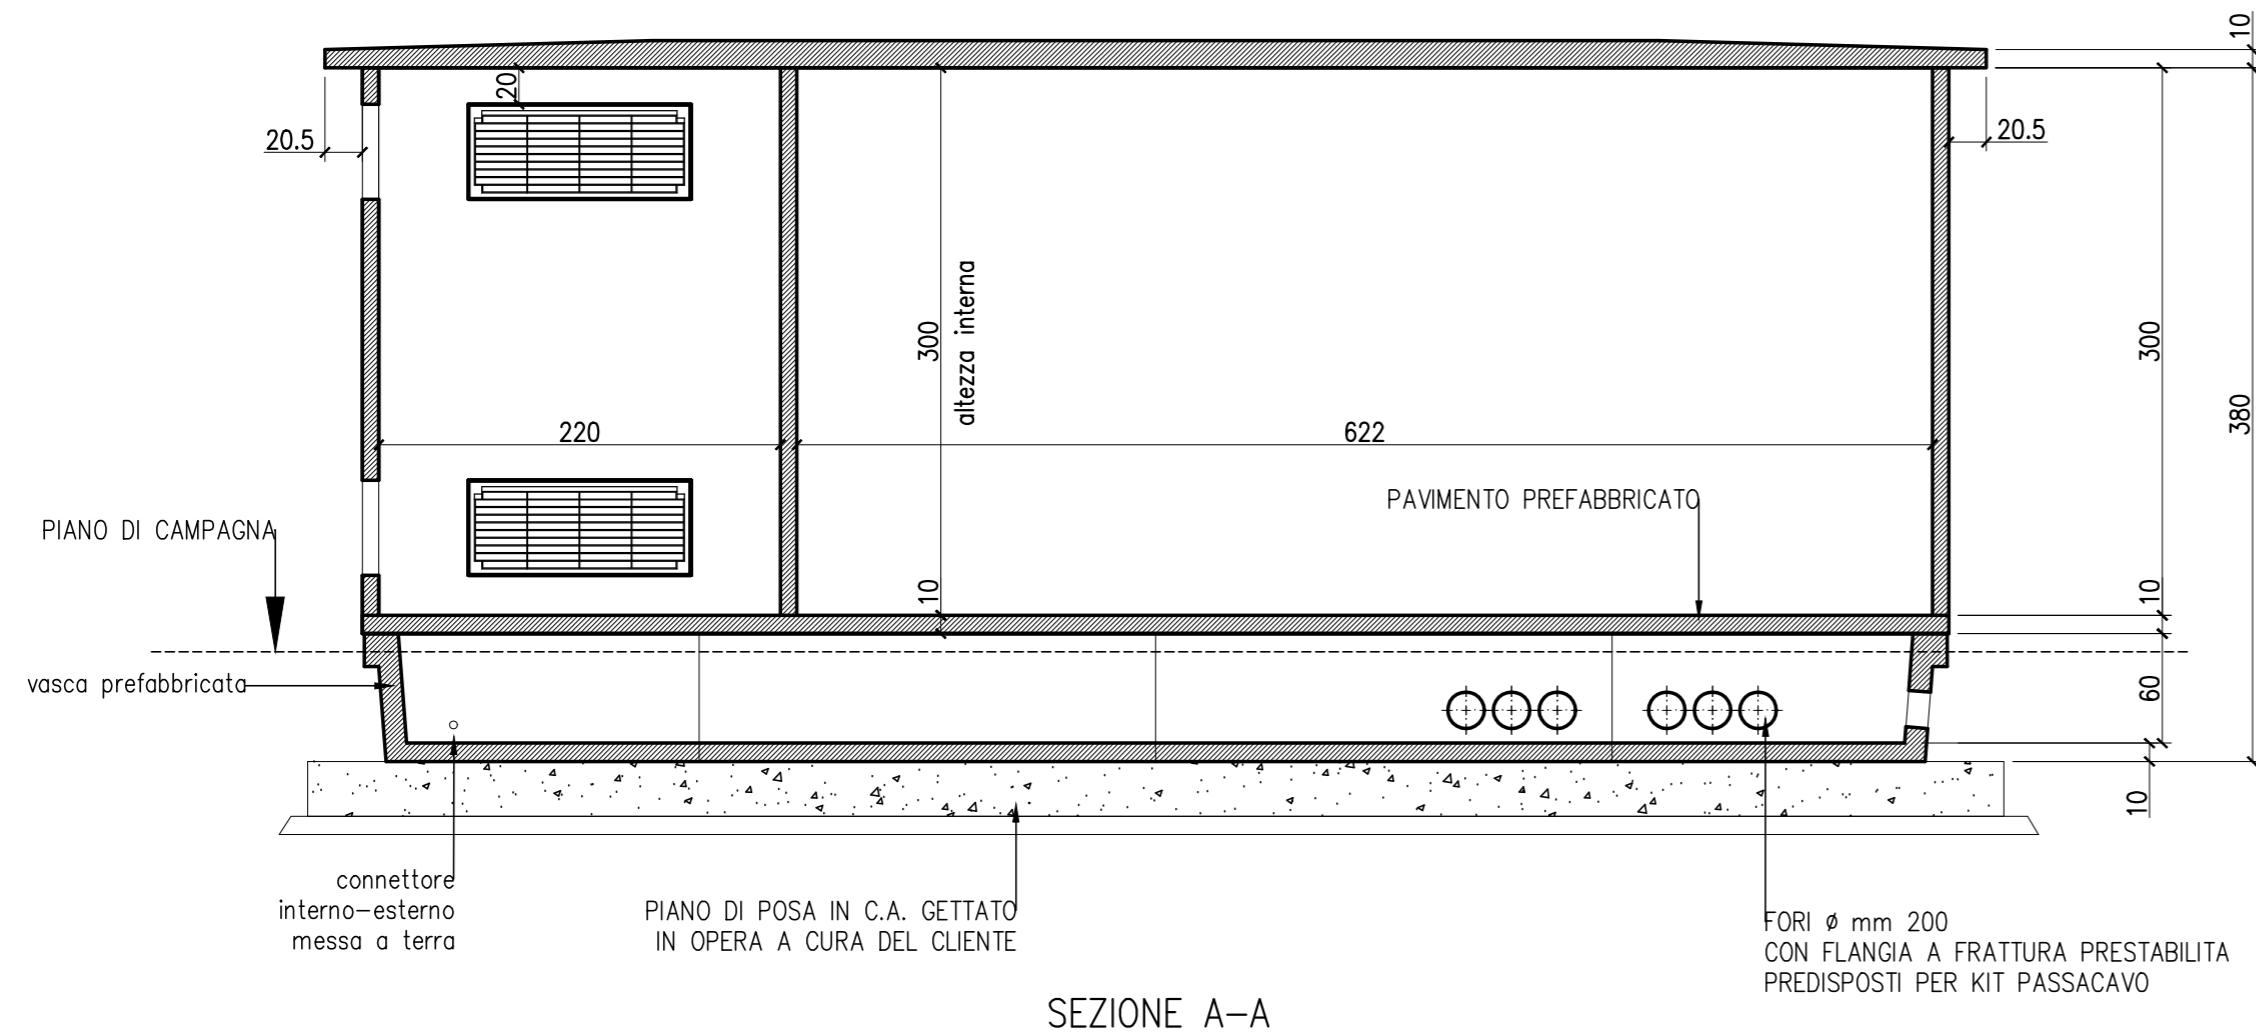 10
20
20.5
20.5
300
altezza interna
300
380
220
622
PAVIMENTO PREFABBRICATO
PIANO DI CAMPAGNA
10
10
vasca prefabbricata
60
10
connettore
interno-esterno
messa a terra
PIANO DI POSA IN C.A. GETTATO
IN OPERA A CURA DEL CLIENTE
FORI ø mm 200
CON FLANGIA A FRATTURA PRESTABILITA
PREDISPOSTI PER KIT PASSACAVO
SEZIONE A-A